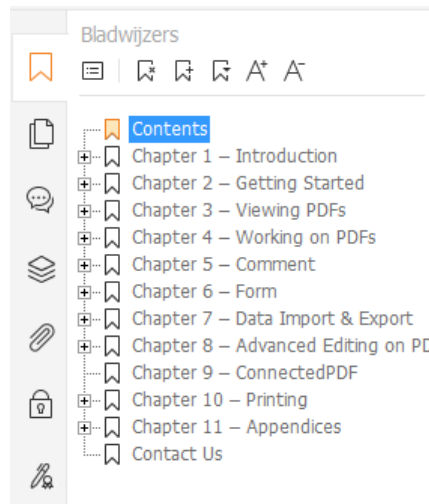 Bladwijzers
Contents
Chapter 1 – Introduction
Chapter 2 – Getting Started
Chapter 3 – Viewing PDFs
Chapter 4 – Working on PDFs
Chapter 5 – Comment
Chapter 6 – Form
Chapter 7 – Data Import & Export
Chapter 8 – Advanced Editing on PD
Chapter 9 – ConnectedPDF
Chapter 10 – Printing
Chapter 11 – Appendices
Contact Us